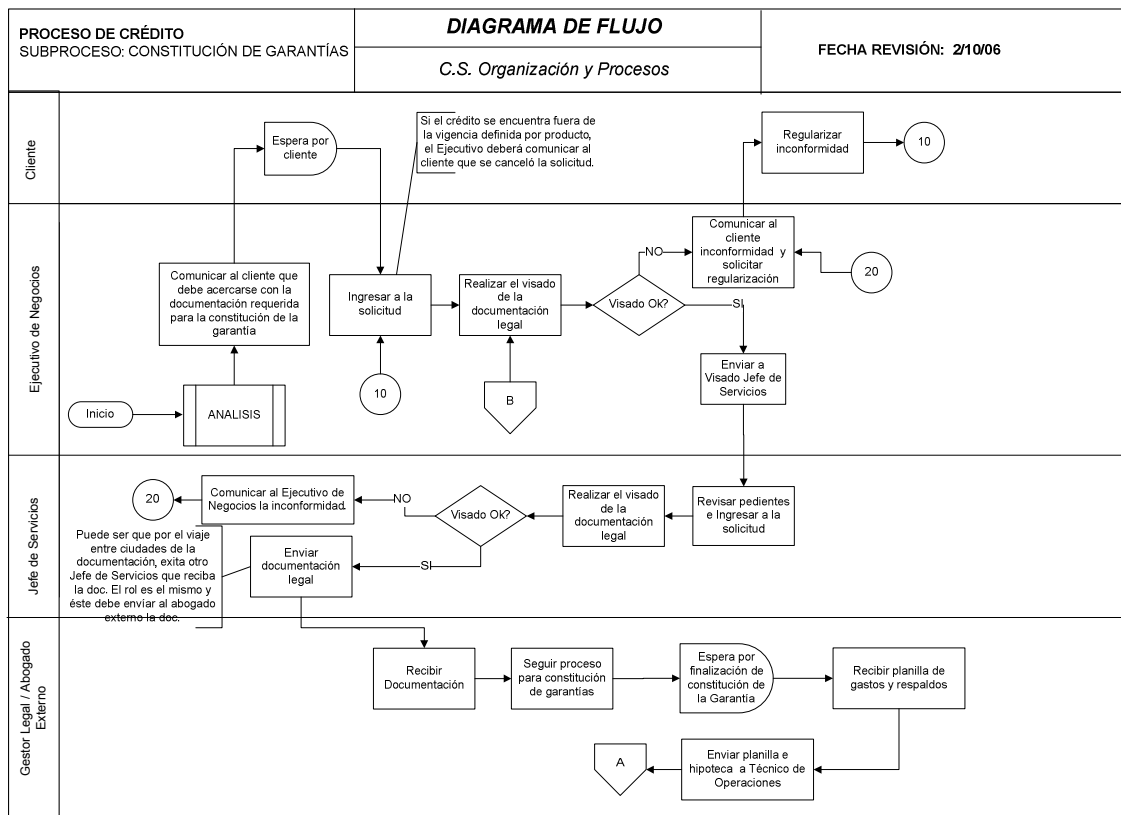 PROCESO DE CRÉDITO
SUBPROCESO: CONSTITUCIÓN DE GARANTÍAS
DIAGRAMA DE FLUJO
C.S. Organización y Procesos
FECHA REVISIÓN: 2/10/06
Cliente
Espera por
cliente
Si el crédito se encuentra fuera de
la vigencia definida por producto,
el Ejecutivo deberá comunicar al
cliente que se canceló la solicitud.
Regularizar
inconformidad
10
Ejecutivo de Negocios
Comunicar al cliente que
debe acercarse con la
documentación requerida
para la constitución de la
garantía
Ingresar a la
solicitud
Realizar el visado
de la
documentación
legal
Visado Ok?
NO
SI
Comunicar al
cliente
inconformidad y
solicitar
regularización
20
Enviar a
Visado Jefe de
Servicios
Inicio
ANALISIS
10
B
Jefe de Servicios
20
Comunicar al Ejecutivo de
Negocios la inconformidad.
NO
Visado Ok?
SI
Realizar el visado
de la
documentación
legal
Revisar pedientes
e Ingresar a la
solicitud
Puede ser que por el viaje
entre ciudades de la
documentación, exita otro
Jefe de Servicios que reciba
la doc. El rol es el mismo y
éste debe enviar al abogado
externo la doc.
Enviar
documentación
legal
Gestor Legal / Abogado
Externo
Recibir
Documentación
Seguir proceso
para constitución
de garantías
Espera por
finalización de
constitución de
la Garantía
Recibir planilla de
gastos y respaldos
A
Enviar planilla e
hipoteca a Técnico de
Operaciones